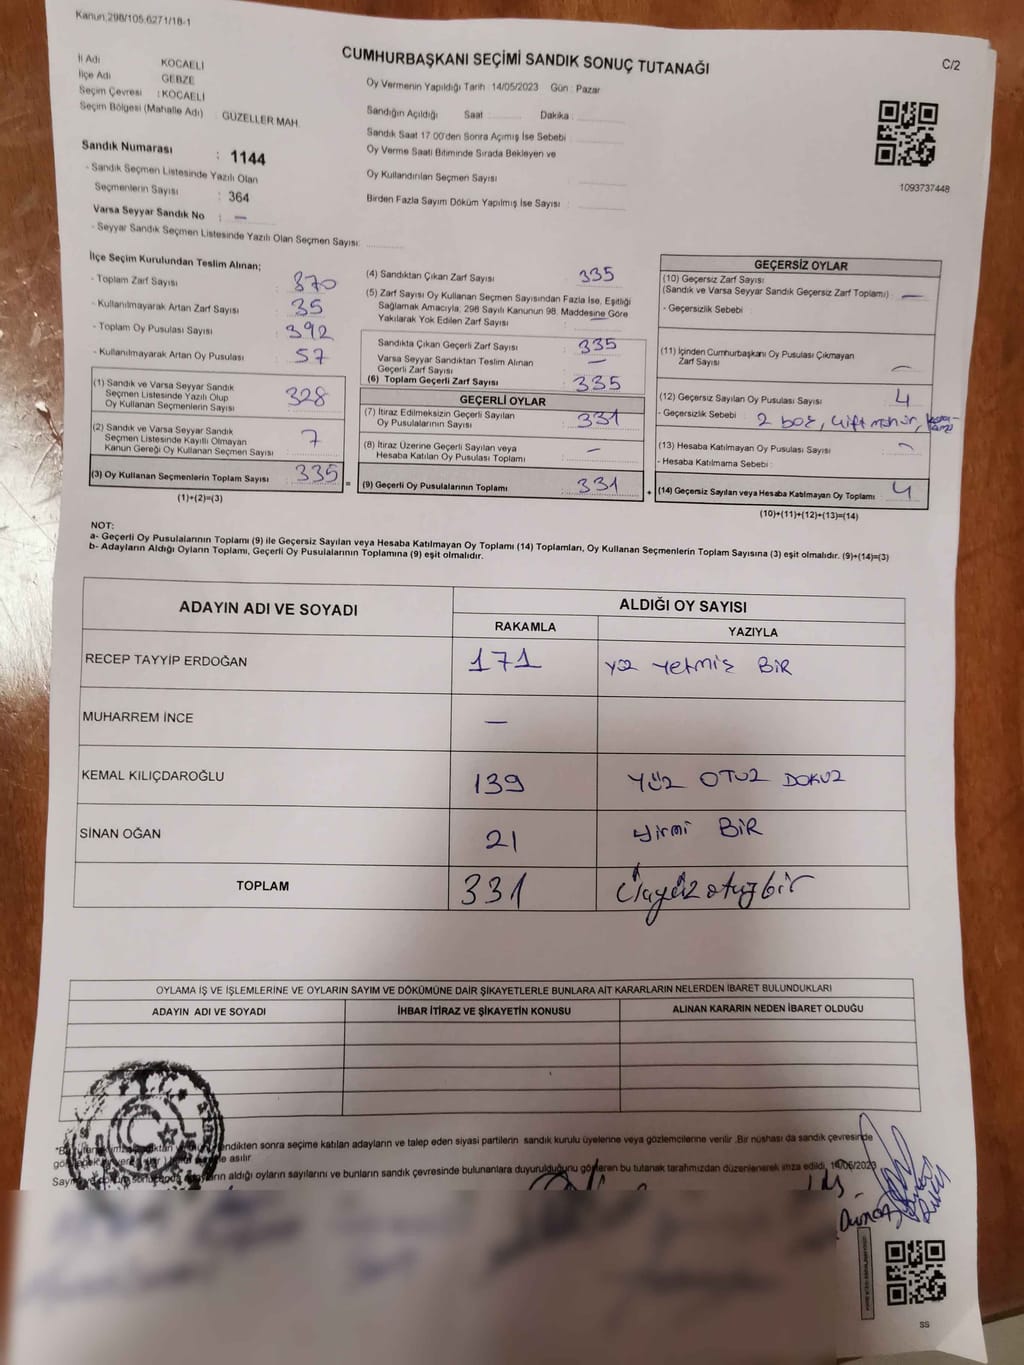 Kanun:298/105,6271/18-1
CUMHURBAŞKANI SEÇİMİ SANDIK SONUÇ TUTANAĞI
C/2
İl Adı KOCAELİ
İlçe Adı GEBZE
Seçim Çevresi : KOCAELİ
Seçim Bölgesi (Mahalle Adı) : GÜZELLER MAH.
Sandık Numarası : 1144
- Sandık Seçmen Listesinde Yazılı Olan
Seçmenlerin Sayısı : 364
Varsa Seyyar Sandık No : —
- Seyyar Sandık Seçmen Listesinde Yazılı Olan Seçmen Sayısı:
Oy Vermenin Yapıldığı Tarih 14/05/2023 Gün : Pazar
Sandığın Açıldığı Saat Dakika
Sandık Saat 17.00'den Sonra Açımış İse Sebebi
Oy Verme Saati Bitiminde Sırada Bekleyen ve
Oy Kullandırılan Seçmen Sayısı
Birden Fazla Sayım Döküm Yapılmış İse Sayısı
1093737448
İlçe Seçim Kurulundan Teslim Alınan;
- Toplam Zarf Sayısı 370
- Kullanılmayarak Artan Zarf Sayısı 35
- Toplam Oy Pusulası Sayısı 392
- Kullanılmayarak Artan Oy Pusulası 57
(1) Sandık ve Varsa Seyyar Sandık
Seçmen Listesinde Yazılı Olup
Oy Kullanan Seçmenlerin Sayısı 328
(2) Sandık ve Varsa Seyyar Sandık
Seçmen Listesinde Kayıtlı Olmayan
Kanun Gereği Oy Kullanan Seçmen Sayısı 7
(3) Oy Kullanan Seçmenlerin Toplam Sayısı 335 =
(1)+(2)=(3)
(4) Sandıktan Çıkan Zarf Sayısı 335
(5) Zarf Sayısı Oy Kullanan Seçmen Sayısından Fazla İse, Eşitliği
Sağlamak Amacıyla, 298 Sayılı Kanunun 98. Maddesine Göre
Yakılarak Yok Edilen Zarf Sayısı —
Sandıkta Çıkan Geçerli Zarf Sayısı 335
Varsa Seyyar Sandıktan Teslim Alınan
Geçerli Zarf Sayısı —
(6) Toplam Geçerli Zarf Sayısı 335
GEÇERLİ OYLAR
(7) İtiraz Edilmeksizin Geçerli Sayılan
Oy Pusulalarının Sayısı 331
(8) İtiraz Üzerine Geçerli Sayılan veya
Hesaba Katılan Oy Pusulası Toplamı —
(9) Geçerli Oy Pusulalarının Toplamı 331 +
GEÇERSİZ OYLAR
(10) Geçersiz Zarf Sayısı
(Sandık ve Varsa Seyyar Sandık Geçersiz Zarf Toplamı) —
- Geçersizlik Sebebi
(11) İçinden Cumhurbaşkanı Oy Pusulası Çıkmayan
Zarf Sayısı —
(12) Geçersiz Sayılan Oy Pusulası Sayısı 4
- Geçersizlik Sebebi : 2 boş, çift mühür,
(13) Hesaba Katılmayan Oy Pusulası Sayısı —
- Hesaba Katılmama Sebebi
(14) Geçersiz Sayılan veya Hesaba Katılmayan Oy Toplamı 4
(10)+(11)+(12)+(13)=(14)
NOT:
a- Geçerli Oy Pusulalarının Toplamı (9) ile Geçersiz Sayılan veya Hesaba Katılmayan Oy Toplamı (14) Toplamları, Oy Kullanan Seçmenlerin Toplam Sayısına (3) eşit olmalıdır. (9)+(14)=(3)
b- Adayların Aldığı Oyların Toplamı, Geçerli Oy Pusulalarının Toplamına (9) eşit olmalıdır.
ADAYIN ADI VE SOYADI ALDIĞI OY SAYISI
RAKAMLA YAZIYLA
RECEP TAYYİP ERDOĞAN 171 yüz yetmiş BİR
MUHARREM İNCE —
KEMAL KILIÇDAROĞLU 139 YÜZ OTUZ DOKUZ
SİNAN OĞAN 21 yirmi BİR
TOPLAM 331 Üçyüz otuz bir
OYLAMA İŞ VE İŞLEMLERİNE VE OYLARIN SAYIM VE DÖKÜMÜNE DAİR ŞİKAYETLERLE BUNLARA AİT KARARLARIN NELERDEN İBARET BULUNDUKLARI
ADAYIN ADI VE SOYADI İHBAR İTİRAZ VE ŞİKAYETİN KONUSU ALINAN KARARIN NEDEN İBARET OLDUĞU
endikten sonra seçime katılan adayların ve talep eden siyasi partilerin sandık kurulu üyelerine veya gözlemcilerine verilir .Bir nüshası da sandık çevresinde
asılır
aldığı oyların sayılarını ve bunların sandık çevresinde bulunanlara duyurulduğunu gösteren bu tutanak tarafımızdan düzenlenerek imza edildi.
SS